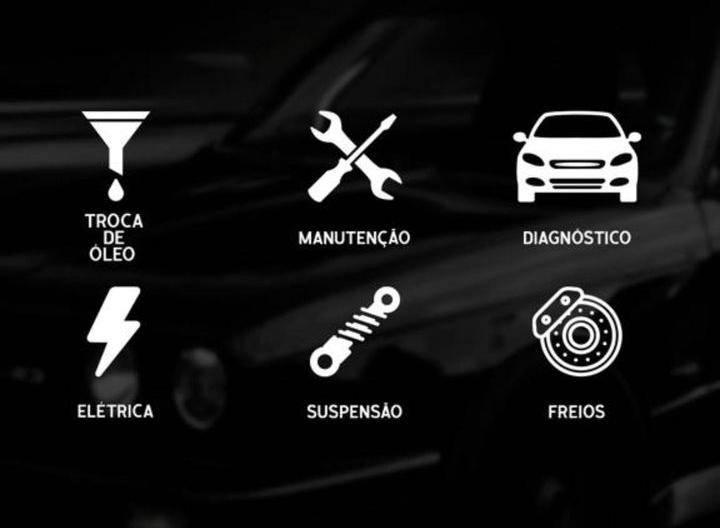 TROCA
DE
ÓLEO
MANUTENÇÃO
DIAGNÓSTICO
ELÉTRICA
SUSPENSÃO
FREIOS